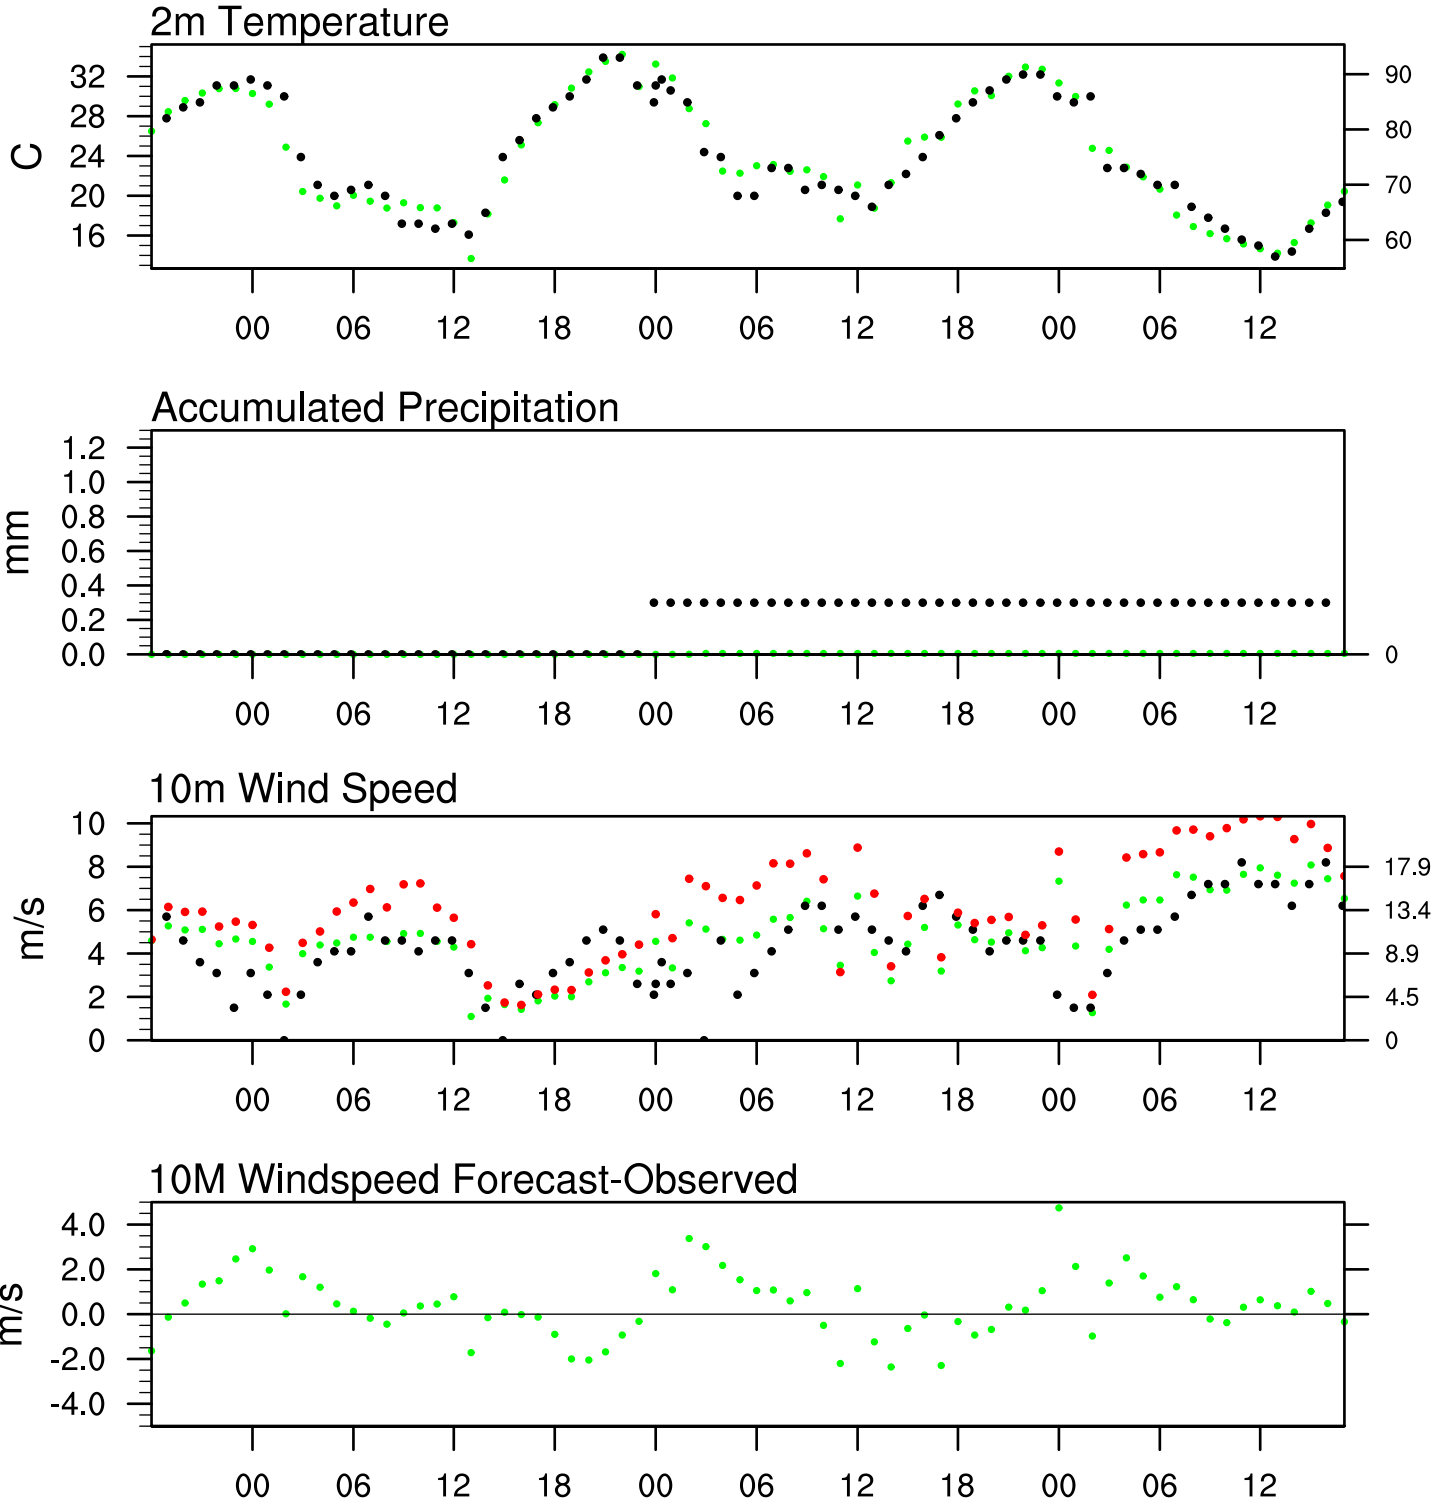 2m Temperature
C
32
28
24
20
16
90
80
70
60
00 06 12 18 00 06 12 18 00 06 12
Accumulated Precipitation
mm
1.2
1.0
0.8
0.6
0.4
0.2
0.0
0
00 06 12 18 00 06 12 18 00 06 12
10m Wind Speed
m/s
10
8
6
4
2
0
17.9
13.4
8.9
4.5
0
00 06 12 18 00 06 12 18 00 06 12
10M Windspeed Forecast-Observed
m/s
4.0
2.0
0.0
-2.0
-4.0
00 06 12 18 00 06 12 18 00 06 12